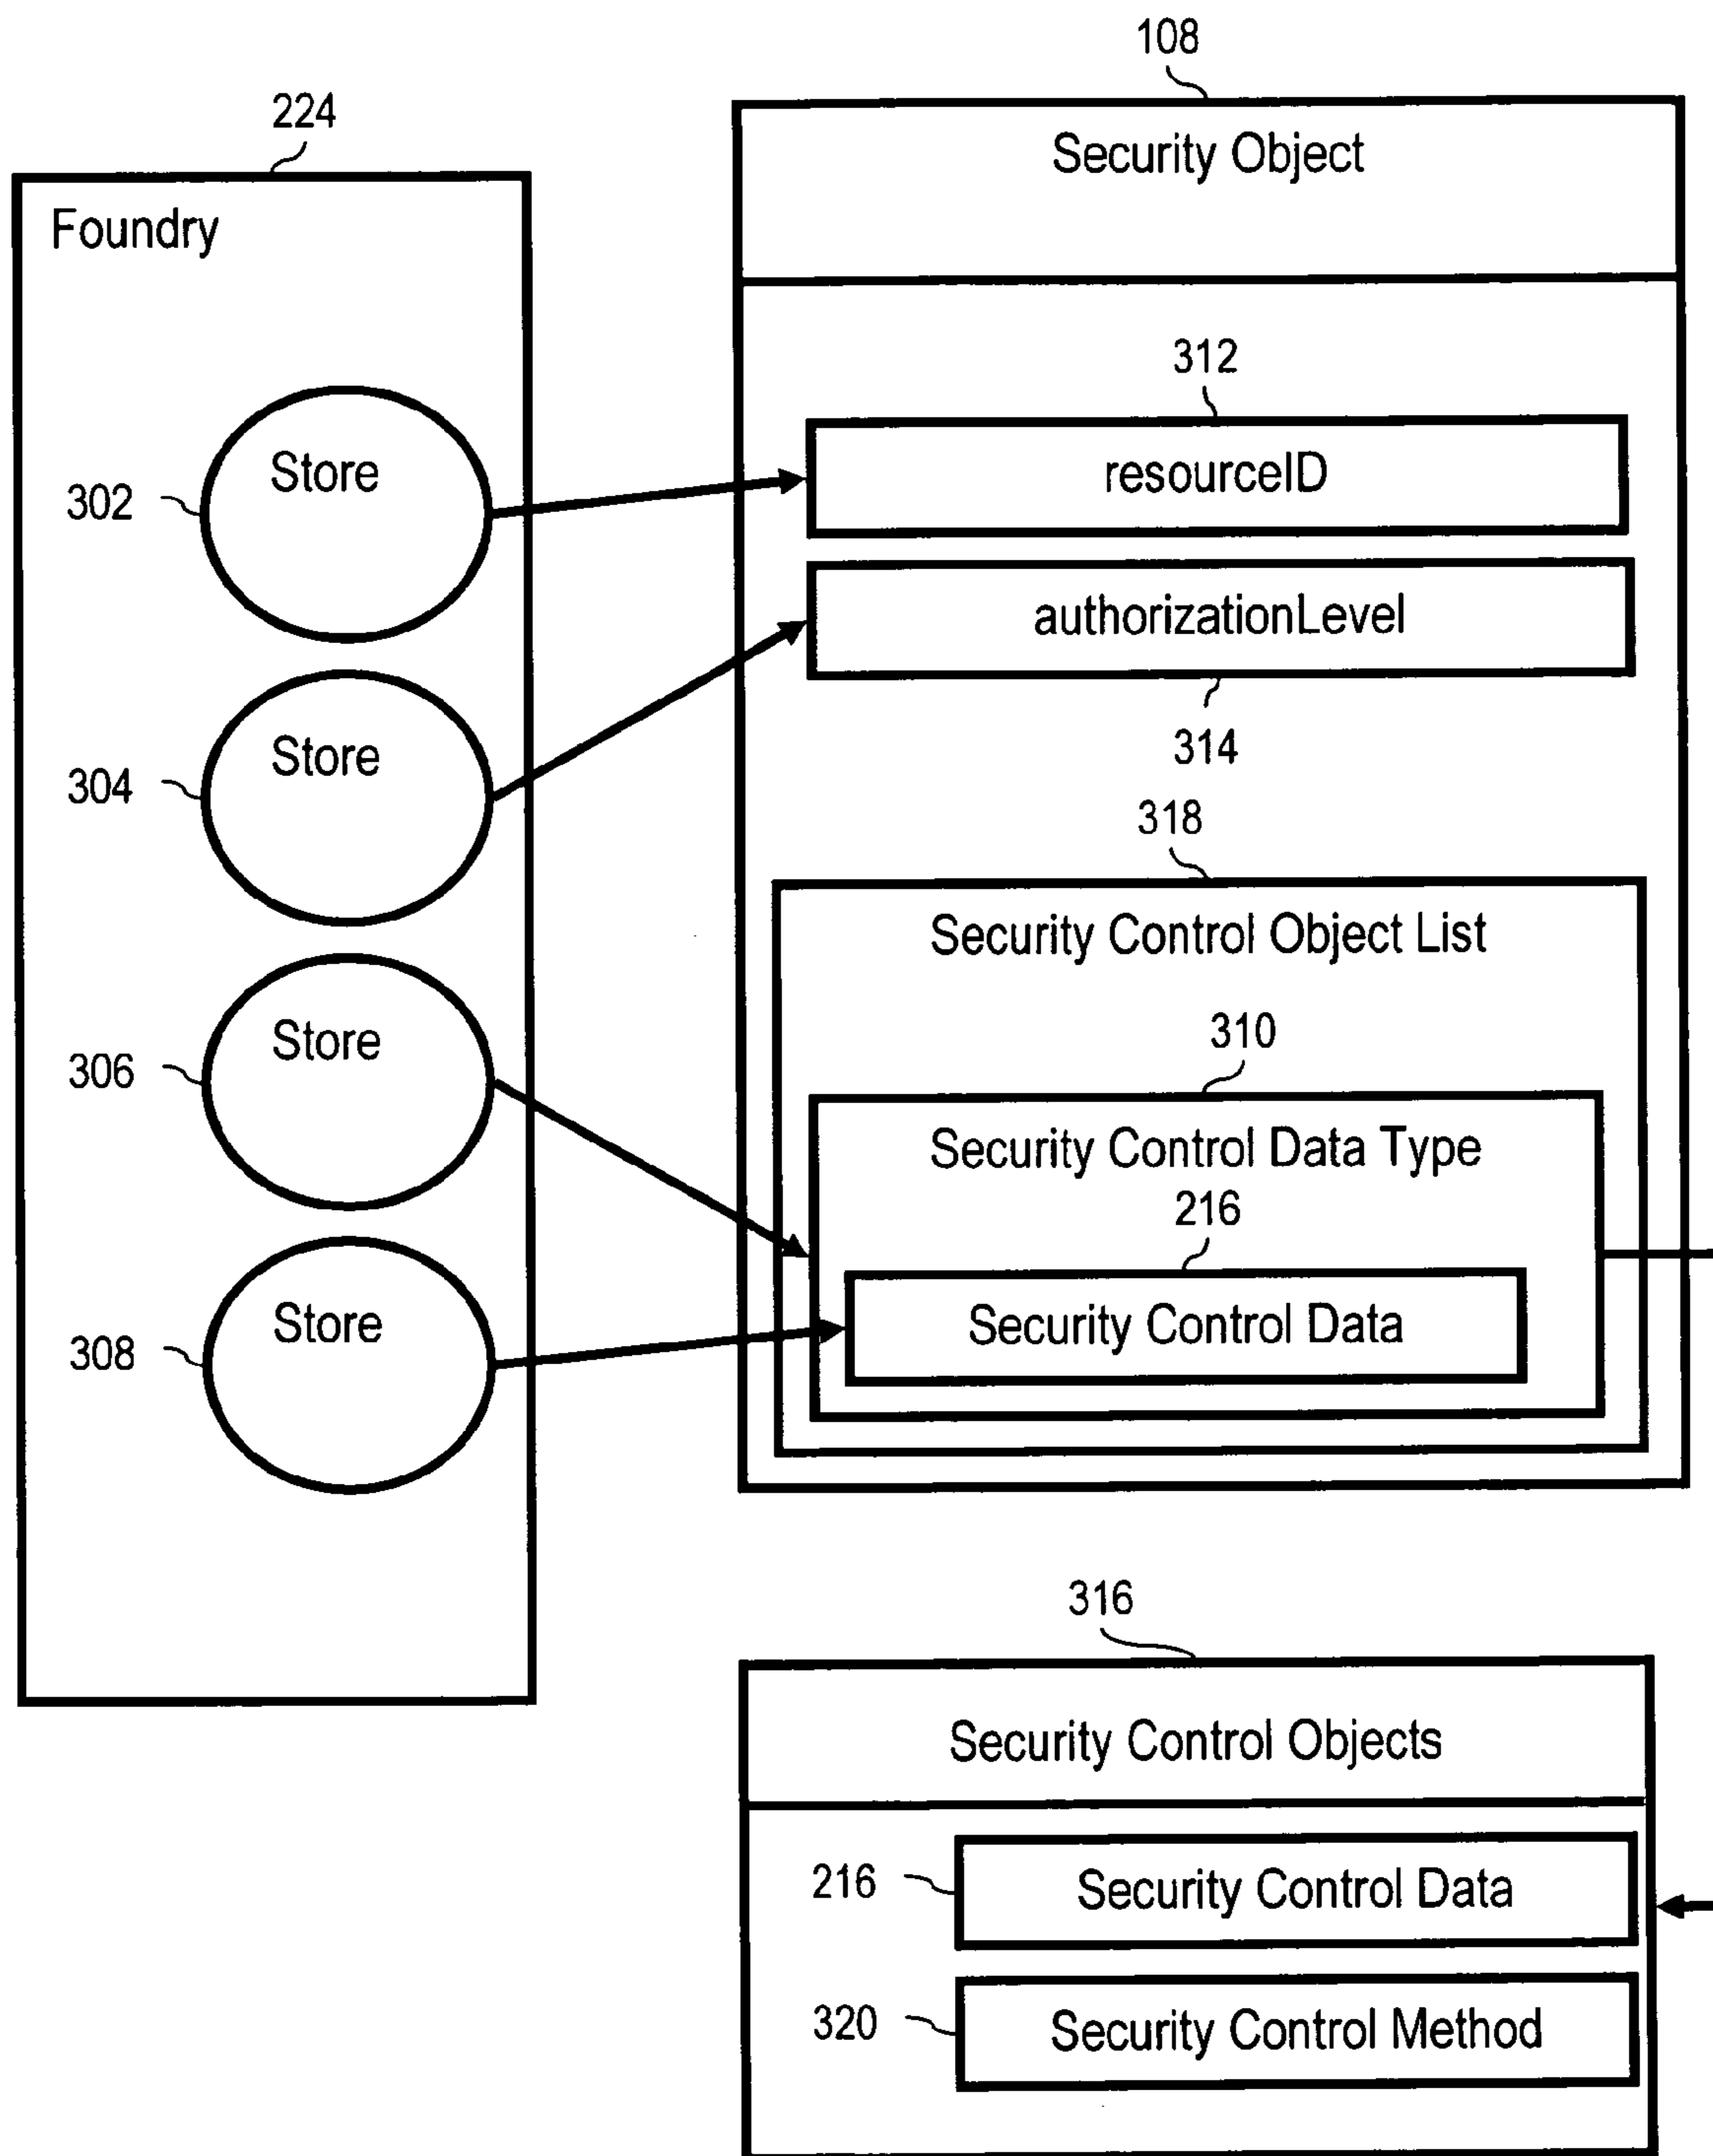 108
224
Security Object
Foundry
312
Store
resourceID
302
authorizationLevel
Store
314
304
318
Security Control Object List
Store
310
306
Security Control Data Type
216
Store
Security Control Data
308
316
Security Control Objects
216
Security Control Data
320
Security Control Method